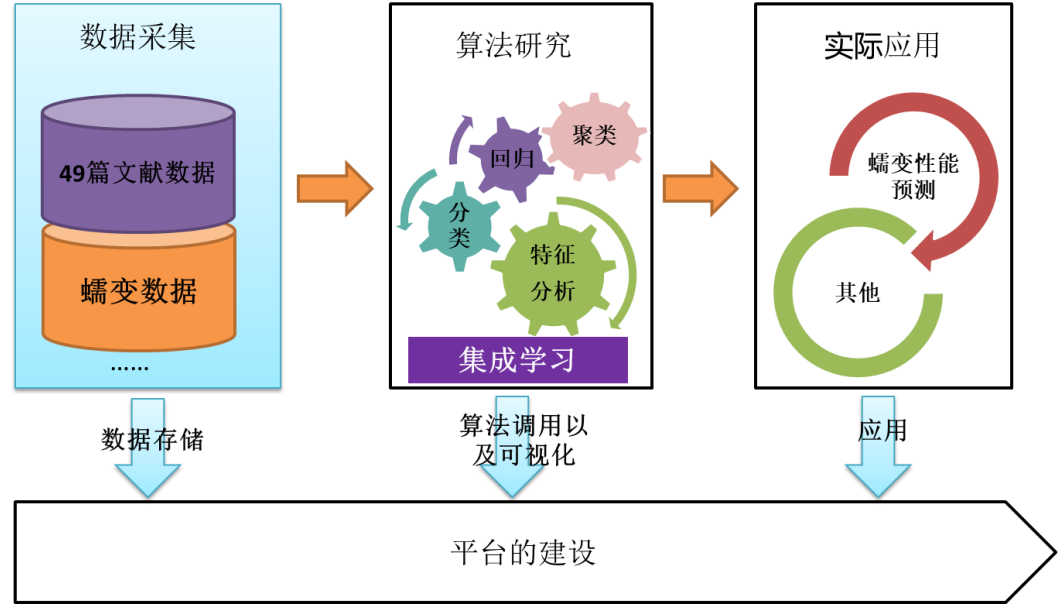 数据采集
49篇文献数据
蠕变数据
……
算法研究
聚类
回归
分
类
特征
分析
集成学习
实际应用
蠕变性能
预测
其他
数据存储
算法调用以
及可视化
应用
平台的建设